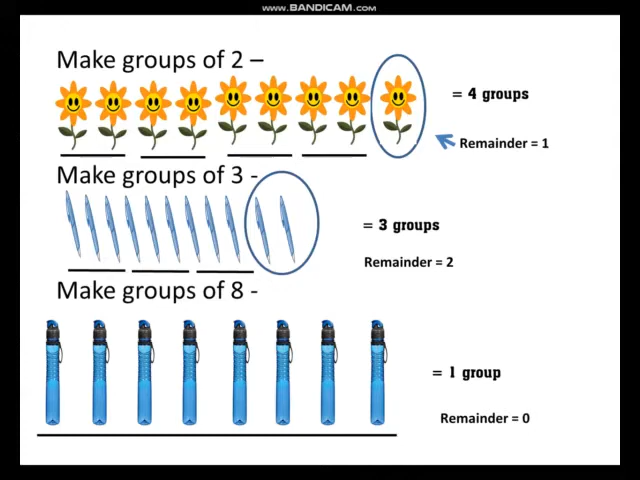 WWW.BANDICAM.COM
Make groups of 2 –
= 4 groups
Remainder = 1
Make groups of 3 -
= 3 groups
Remainder = 2
Make groups of 8 -
= 1 group
Remainder = 0